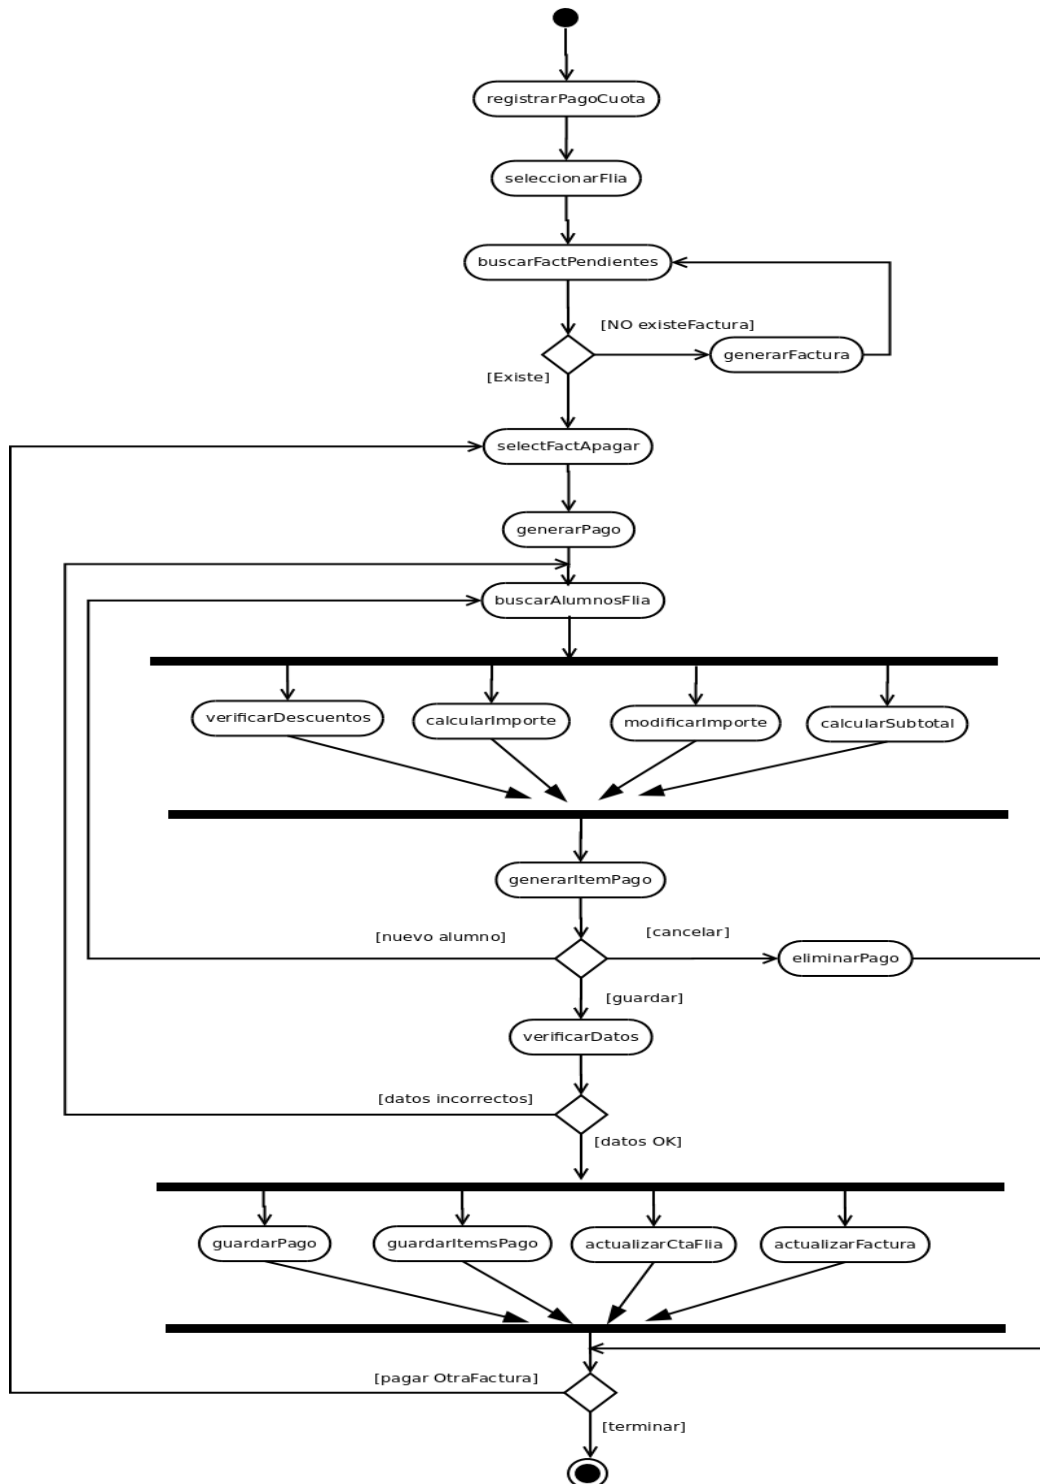 registrarPagoCuota
seleccionarFlia
buscarFactPendientes
[NO existeFactura]
generarFactura
[Existe]
selectFactApagar
generarPago
buscarAlumnosFlia
verificarDescuentos
calcularImporte
modificarImporte
calcularSubtotal
generarItemPago
[nuevo alumno]
[cancelar]
eliminarPago
[guardar]
verificarDatos
[datos incorrectos]
[datos OK]
guardarPago
guardarItemsPago
actualizarCtaFlia
actualizarFactura
[pagar OtraFactura]
[terminar]